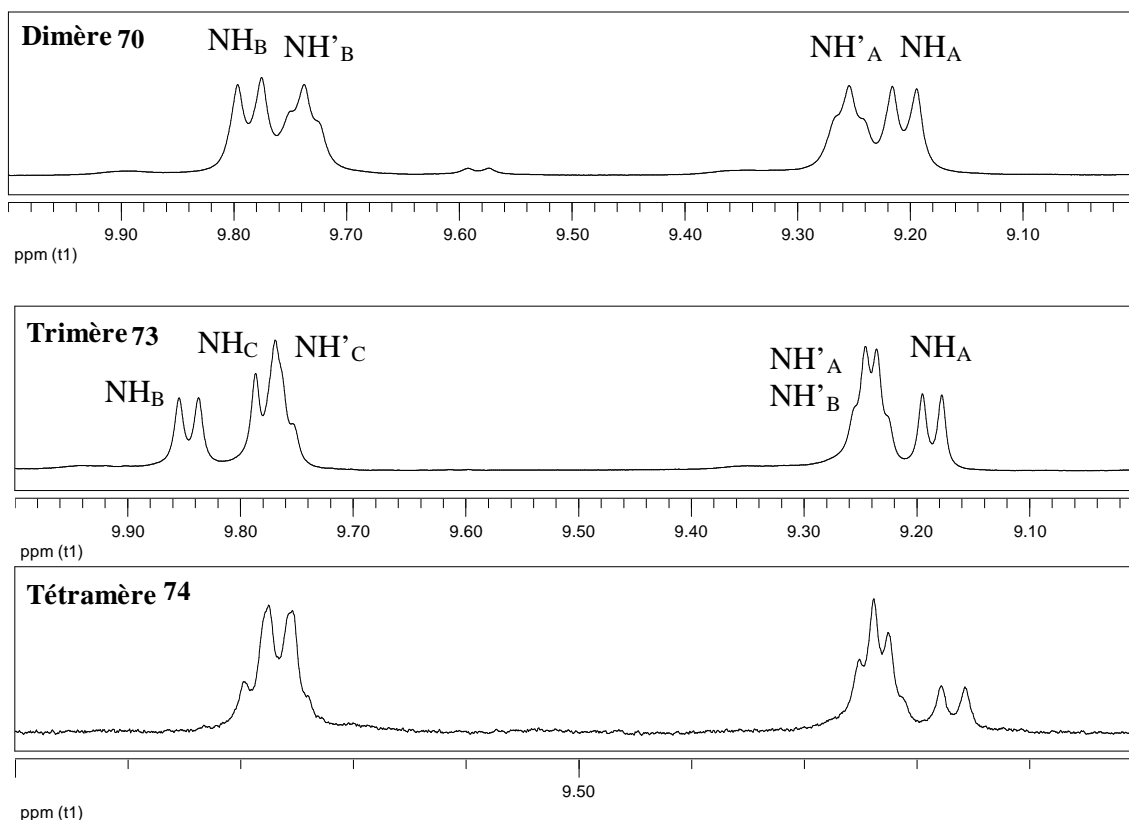 Dimère 70
NH_B NH'_B NH'_A NH_A
9.90 9.80 9.70 9.60 9.50 9.40 9.30 9.20 9.10
ppm (t1)
Trimère 73
NH_B NH_C NH'_C NH'_A NH_A
NH'_B
9.90 9.80 9.70 9.60 9.50 9.40 9.30 9.20 9.10
ppm (t1)
Tétramère 74
9.50
ppm (t1)